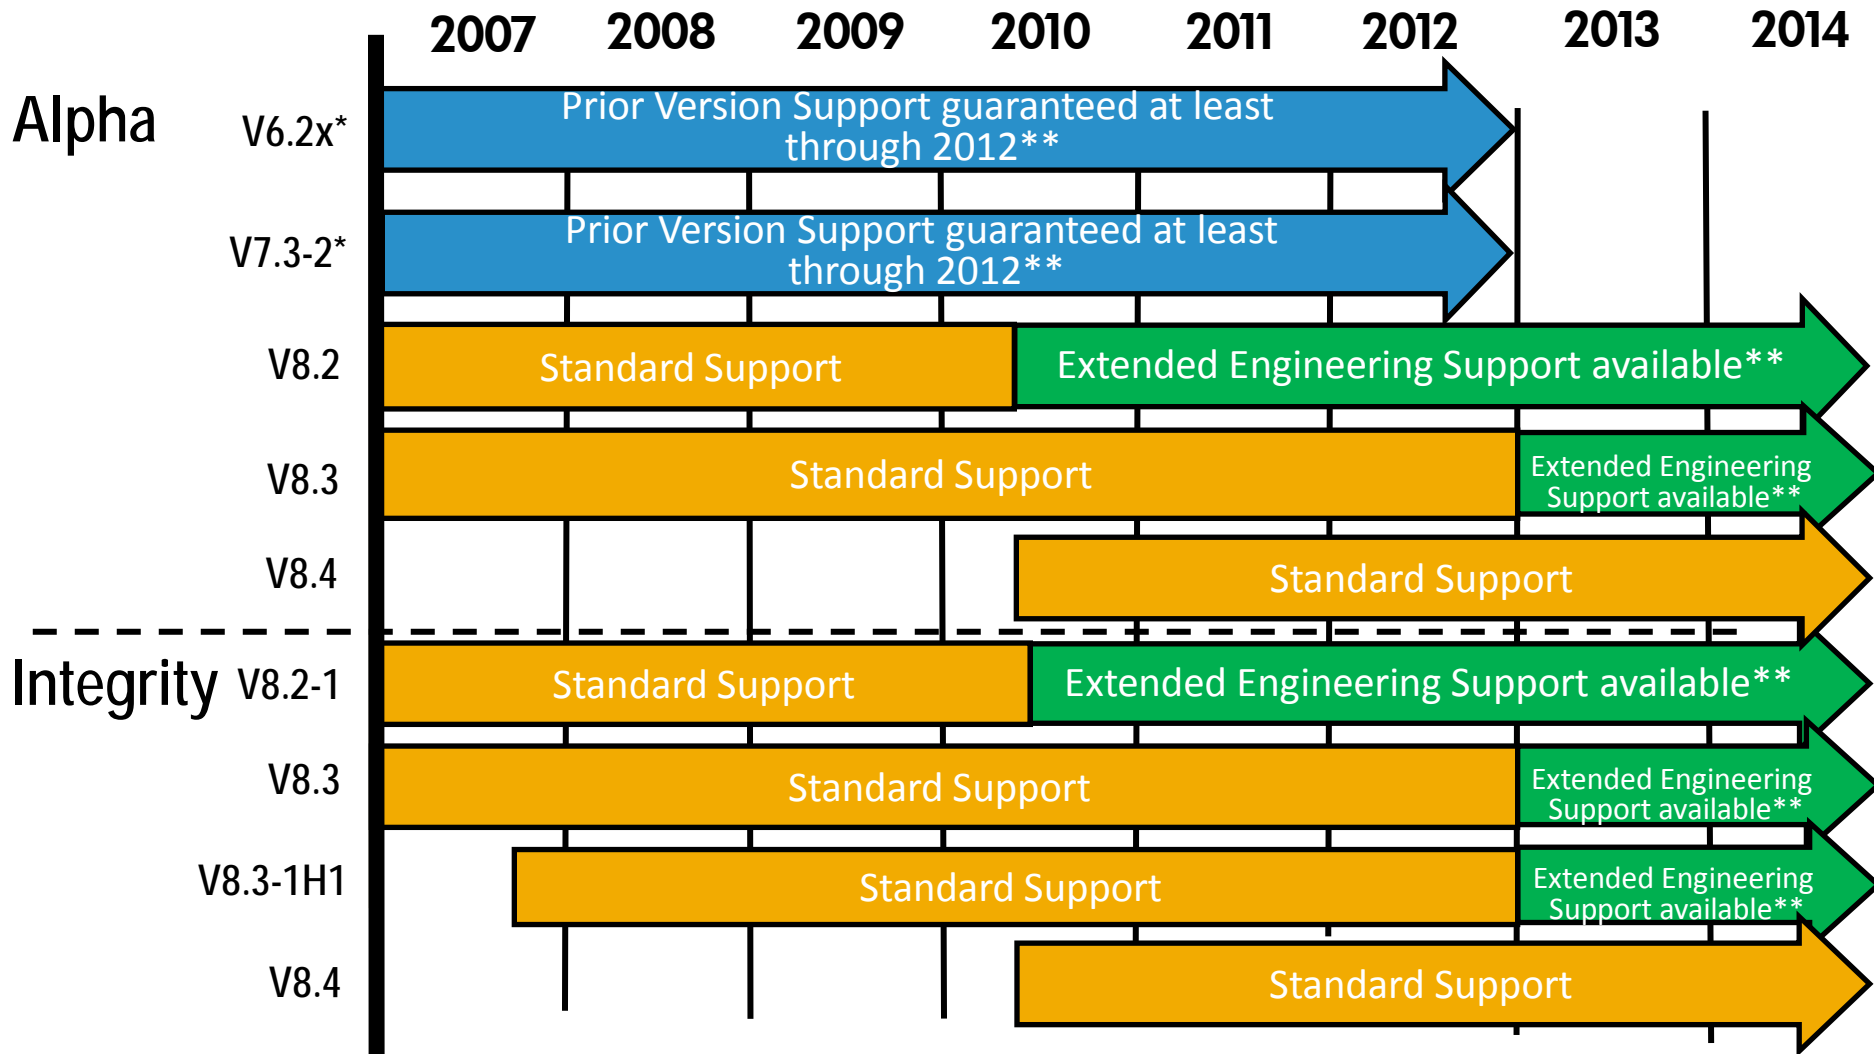 2007 2008 2009 2010 2011 2012 2013 2014
Alpha
V6.2x*
Prior Version Support guaranteed at least
through 2012**
V7.3-2*
Prior Version Support guaranteed at least
through 2012**
V8.2
Standard Support
Extended Engineering Support available**
V8.3
Standard Support
Extended Engineering
Support available**
V8.4
Standard Support
Integrity
V8.2-1
Standard Support
Extended Engineering Support available**
V8.3
Standard Support
Extended Engineering
Support available**
V8.3-1H1
Standard Support
Extended Engineering
Support available**
V8.4
Standard Support